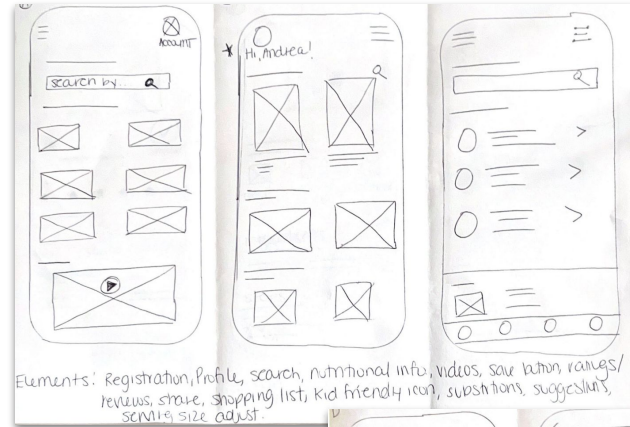 ACCOUNT
search by...
* Hi, Andrea!
Elements: Registration, Profile, search, nutritional info, videos, save button, ratings/
reviews, share, shopping list, kid friendly icon, substitions, suggestions,
serving size adjust.